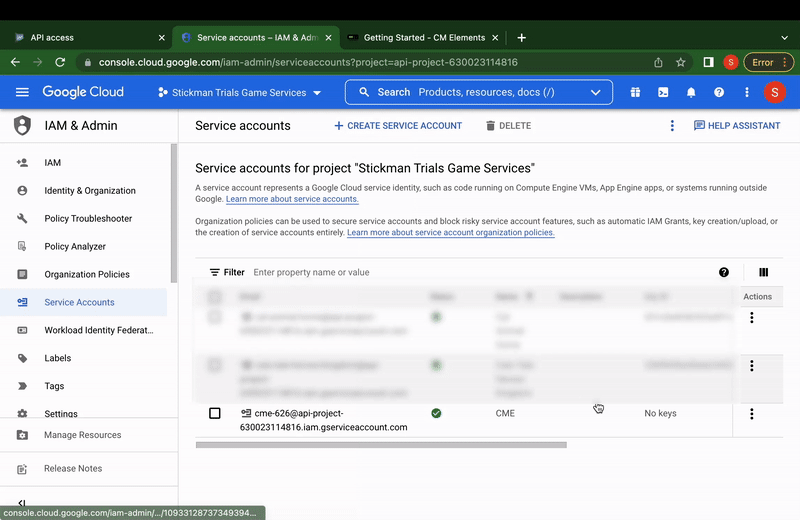 API access
Service accounts – IAM & Adm
Getting Started - CM Elements
console.cloud.google.com/iam-admin/serviceaccounts?project=api-project-630023114816
S
Error
Google Cloud
Stickman Trials Game Services
Search Products, resources, docs (/)
S
IAM & Admin
Service accounts
CREATE SERVICE ACCOUNT
DELETE
HELP ASSISTANT
IAM
Identity & Organization
Policy Troubleshooter
Policy Analyzer
Organization Policies
Service Accounts
Workload Identity Federat...
Labels
Tags
Settings
Manage Resources
Release Notes
Service accounts for project "Stickman Trials Game Services"
A service account represents a Google Cloud service identity, such as code running on Compute Engine VMs, App Engine apps, or systems running outside
Google. Learn more about service accounts.
Organization policies can be used to secure service accounts and block risky service account features, such as automatic IAM Grants, key creation/upload, or
the creation of service accounts entirely. Learn more about service account organization policies.
Filter Enter property name or value
Actions
cme-626@api-project-
630023114816.iam.gserviceaccount.com
CME
No keys
console.cloud.google.com/iam-admin/.../10933128737349394...